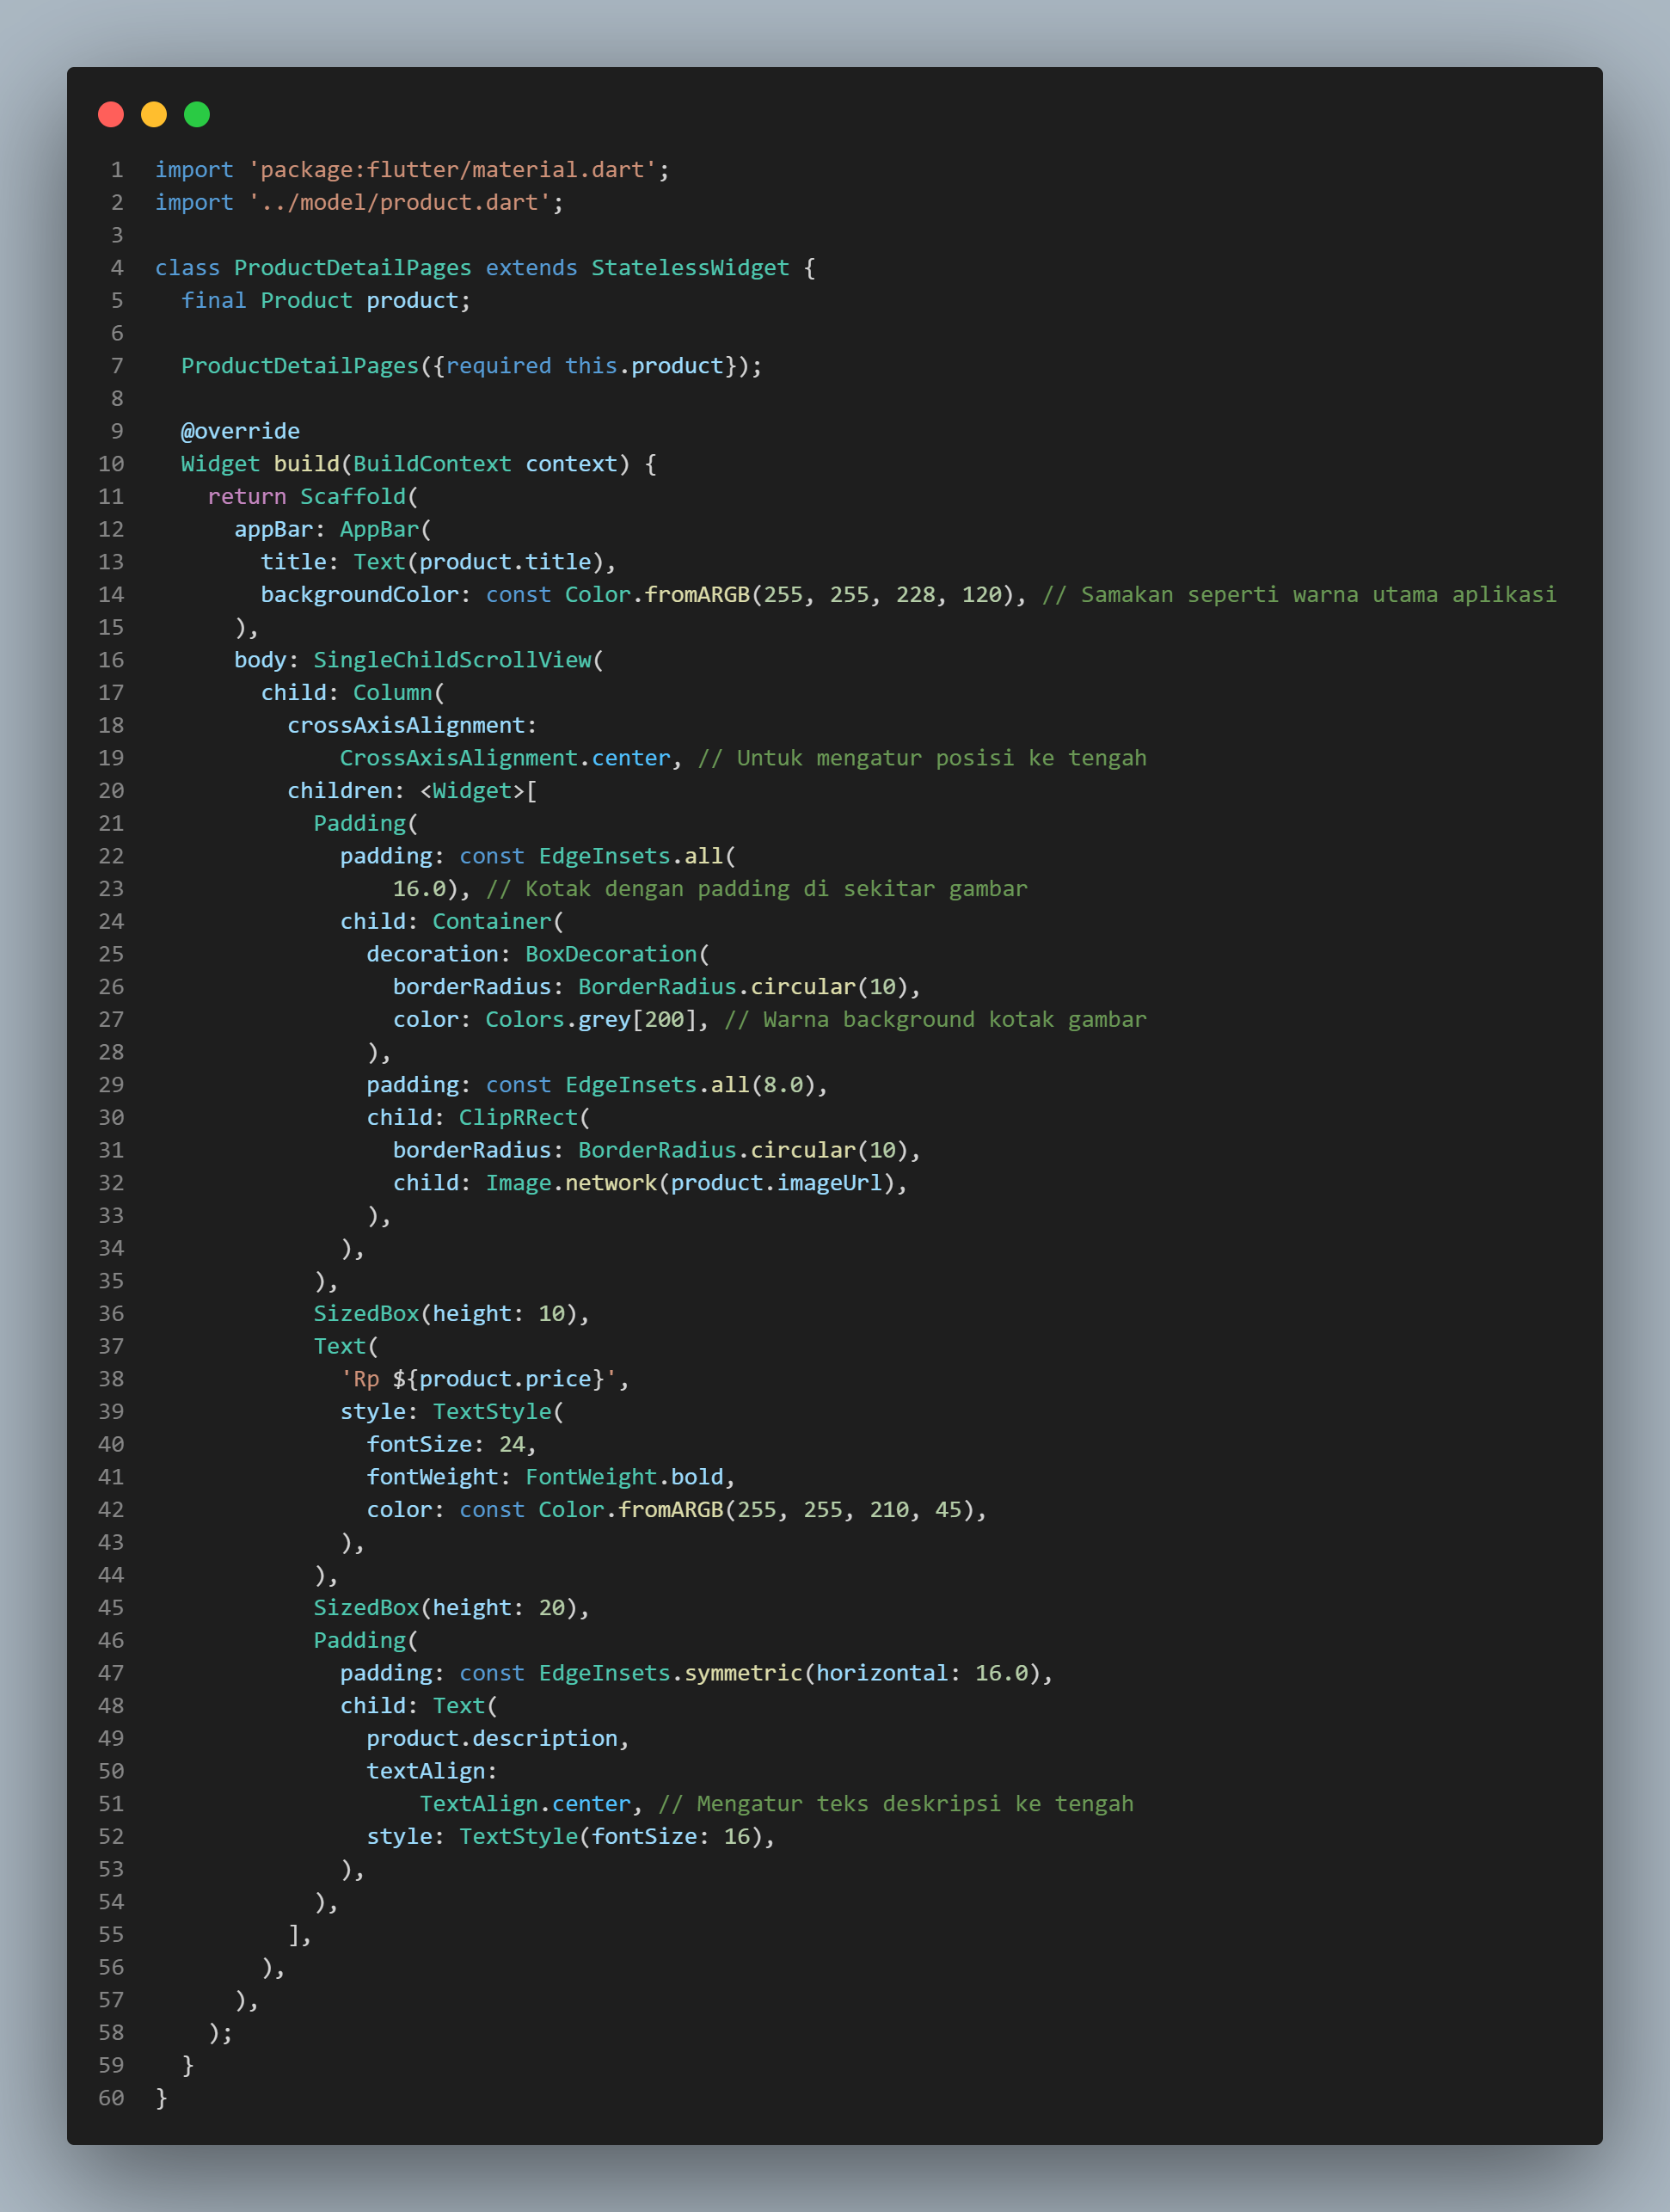 1 import 'package:flutter/material.dart';
2 import '../model/product.dart';
3
4 class ProductDetailPages extends StatelessWidget {
5   final Product product;
6
7   ProductDetailPages({required this.product});
8
9   @override
10   Widget build(BuildContext context) {
11     return Scaffold(
12       appBar: AppBar(
13         title: Text(product.title),
14         backgroundColor: const Color.fromARGB(255, 255, 228, 120), // Samakan seperti warna utama aplikasi
15       ),
16       body: SingleChildScrollView(
17         child: Column(
18           crossAxisAlignment:
19               CrossAxisAlignment.center, // Untuk mengatur posisi ke tengah
20           children: <Widget>[
21             Padding(
22               padding: const EdgeInsets.all(
23                   16.0), // Kotak dengan padding di sekitar gambar
24               child: Container(
25                 decoration: BoxDecoration(
26                   borderRadius: BorderRadius.circular(10),
27                   color: Colors.grey[200], // Warna background kotak gambar
28                 ),
29                 padding: const EdgeInsets.all(8.0),
30                 child: ClipRRect(
31                   borderRadius: BorderRadius.circular(10),
32                   child: Image.network(product.imageUrl),
33                 ),
34               ),
35             ),
36             SizedBox(height: 10),
37             Text(
38               'Rp ${product.price}',
39               style: TextStyle(
40                 fontSize: 24,
41                 fontWeight: FontWeight.bold,
42                 color: const Color.fromARGB(255, 255, 210, 45),
43               ),
44             ),
45             SizedBox(height: 20),
46             Padding(
47               padding: const EdgeInsets.symmetric(horizontal: 16.0),
48               child: Text(
49                 product.description,
50                 textAlign:
51                     TextAlign.center, // Mengatur teks deskripsi ke tengah
52                 style: TextStyle(fontSize: 16),
53               ),
54             ),
55           ],
56         ),
57       ),
58     );
59   }
60 }